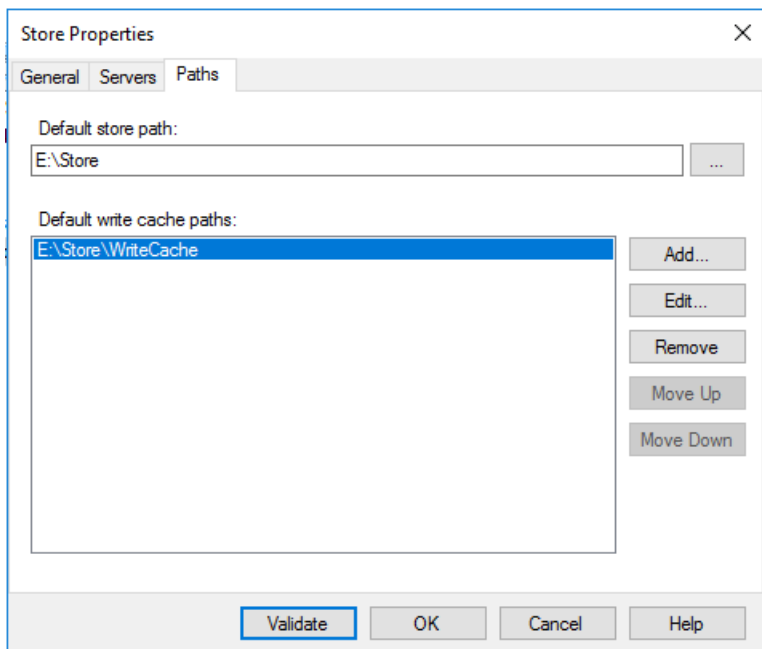 Store Properties
General Servers Paths
Default store path:
E:\Store
...
Default write cache paths:
E:\Store\WriteCache
Add...
Edit...
Remove
Move Up
Move Down
Validate OK Cancel Help